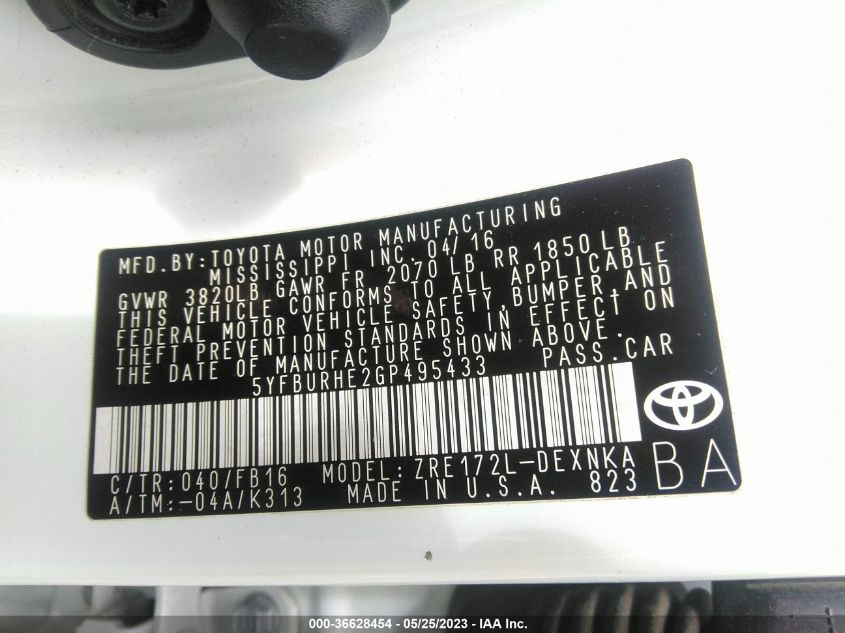 MFD.BY:TOYOTA MOTOR MANUFACTURING
MISSISSIPPI INC. 04/16
GVWR 3820LB GAWR FR 2070 LB RR 1850 LB
THIS VEHICLE CONFORMS TO ALL APPLICABLE
FEDERAL MOTOR VEHICLE SAFETY,BUMPER,AND
THEFT PREVENTION STANDARDS IN EFFECT ON
THE DATE OF MANUFACTURE SHOWN ABOVE.
5YFBURHE2GP495433 PASS.CAR
C/TR:040/FB16 MODEL:ZRE172L-DEXNKA
A/TM:-04A/K313 MADE IN U.S.A. 823
BA
000-36628454 - 05/25/2023 - IAA Inc.